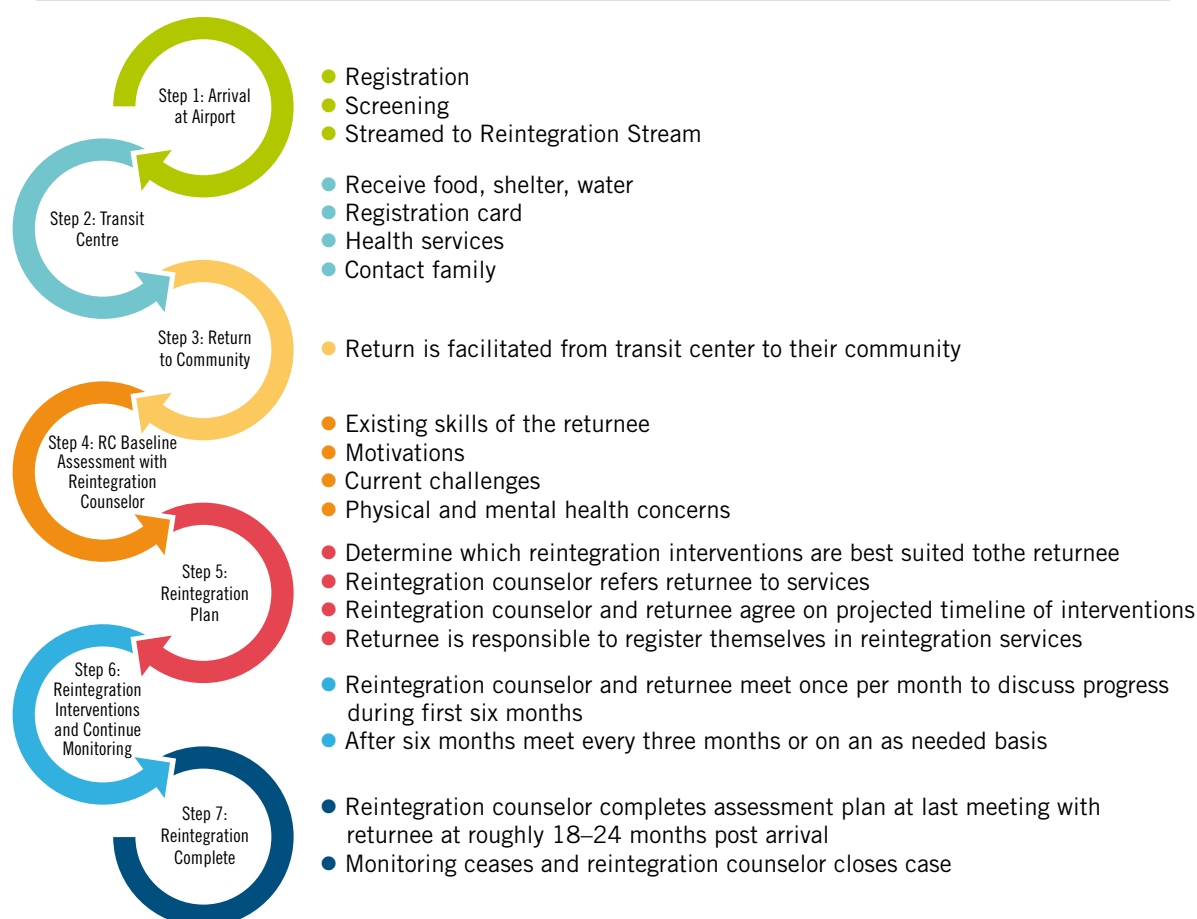 Step 1: Arrival
at Airport
Registration
Screening
Streamed to Reintegration Stream
Step 2: Transit
Centre
Receive food, shelter, water
Registration card
Health services
Contact family
Step 3: Return
to Community
Return is facilitated from transit center to their community
Step 4: RC Baseline
Assessment with
Reintegration
Counselor
Existing skills of the returnee
Motivations
Current challenges
Physical and mental health concerns
Step 5:
Reintegration
Plan
Determine which reintegration interventions are best suited tothe returnee
Reintegration counselor refers returnee to services
Reintegration counselor and returnee agree on projected timeline of interventions
Returnee is responsible to register themselves in reintegration services
Step 6:
Reintegration
Interventions
and Continue
Monitoring
Reintegration counselor and returnee meet once per month to discuss progress
during first six months
After six months meet every three months or on an as needed basis
Step 7:
Reintegration
Complete
Reintegration counselor completes assessment plan at last meeting with
returnee at roughly 18–24 months post arrival
Monitoring ceases and reintegration counselor closes case